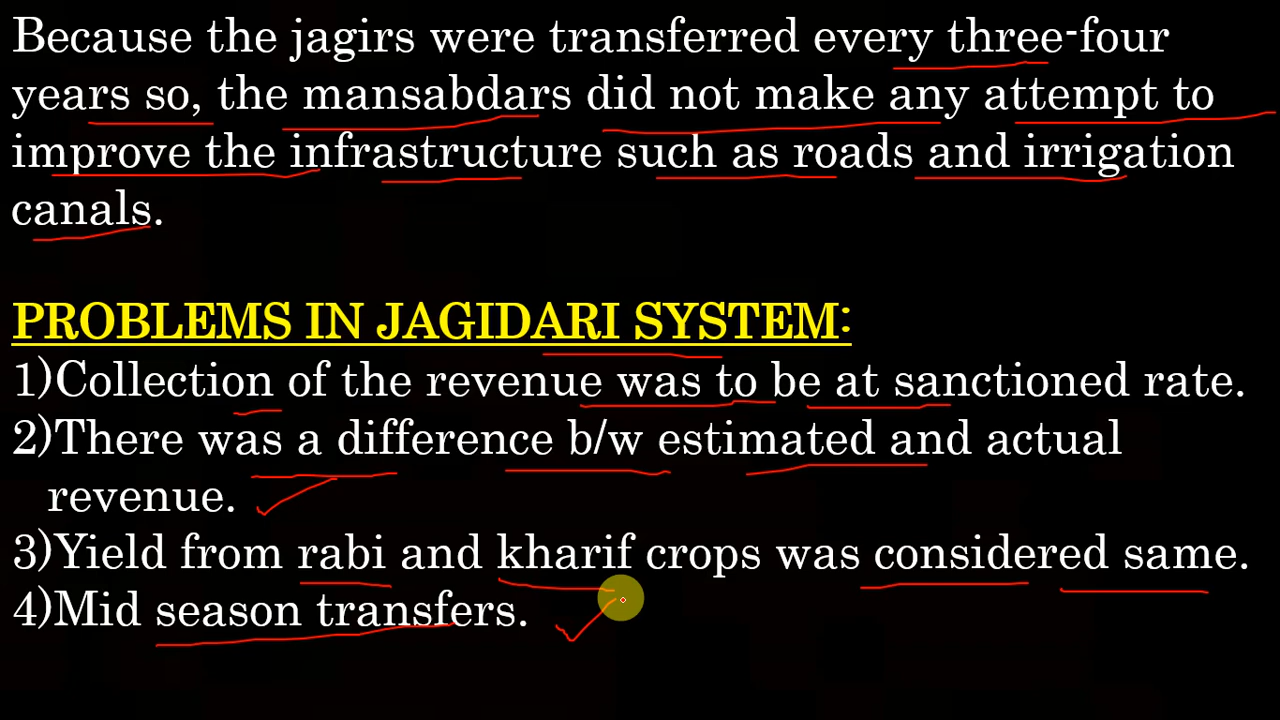 Because the jagirs were transferred every three-four
years so, the mansabdars did not make any attempt to
improve the infrastructure such as roads and irrigation
canals.
PROBLEMS IN JAGIDARI SYSTEM:
1)Collection of the revenue was to be at sanctioned rate.
2)There was a difference b/w estimated and actual
revenue.
3)Yield from rabi and kharif crops was considered same.
4)Mid season transfers.